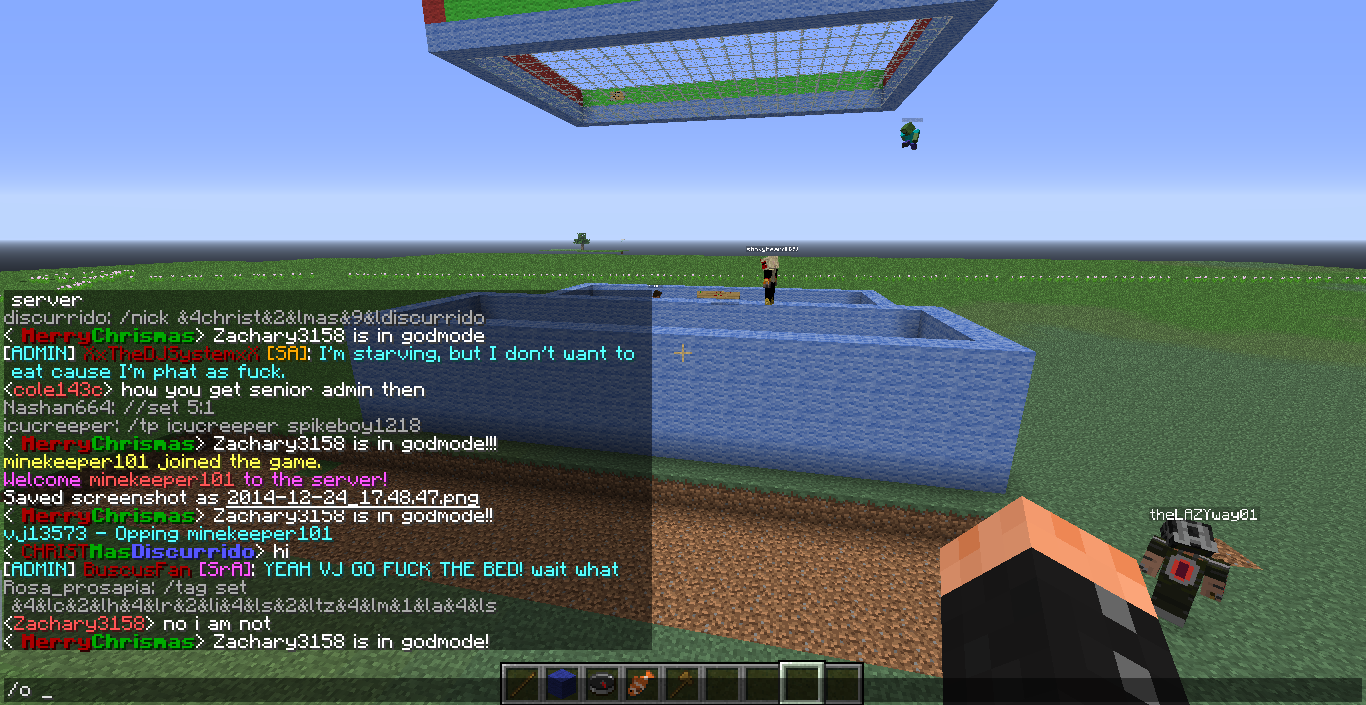 server
discurrido: /nick &4christ&2&lmas&9&ldiscurrido
< MerryChrismas> Zachary3158 is in godmode
[ADMIN] XxTheDJSystemxX [SA]: I'm starving, but I don't want to
eat cause I'm phat as fuck.
<cole143c> how you get senior admin then
Nashan664: //set 5:1
icucreeper: /tp icucreeper spikeboy1218
< MerryChrismas> Zachary3158 is in godmode!!!
minekeeper101 joined the game.
Welcome minekeeper101 to the server!
Saved screenshot as 2014-12-24_17.48.47.png
< MerryChrismas> Zachary3158 is in godmode!!
vj13573 - Opping minekeeper101
< CHRISTMasDiscurrido> hi
[ADMIN] BuscusFan [SrA]: YEAH VJ GO FUCK THE BED! wait what
Rosa_prosapia: /tag set
&4&lc&2&lh&4&lr&2&li&4&ls&2&ltz&4&lm&1&la&4&ls
<Zachary3158> no i am not
< MerryChrismas> Zachary3158 is in godmode!
/o _
theLAZYway01